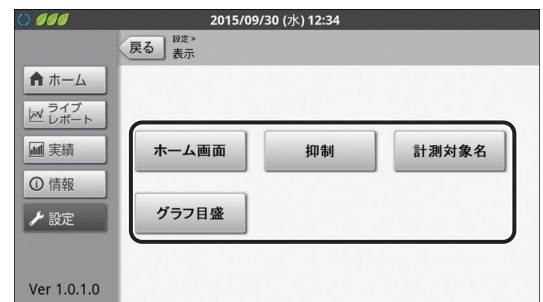 2015/09/30 (水) 12:34
戻る
設定 >
表示
ホーム
ライブ
レポート
実績
情報
設定
ホーム画面
抑制
計測対象名
グラフ目盛
Ver 1.0.1.0